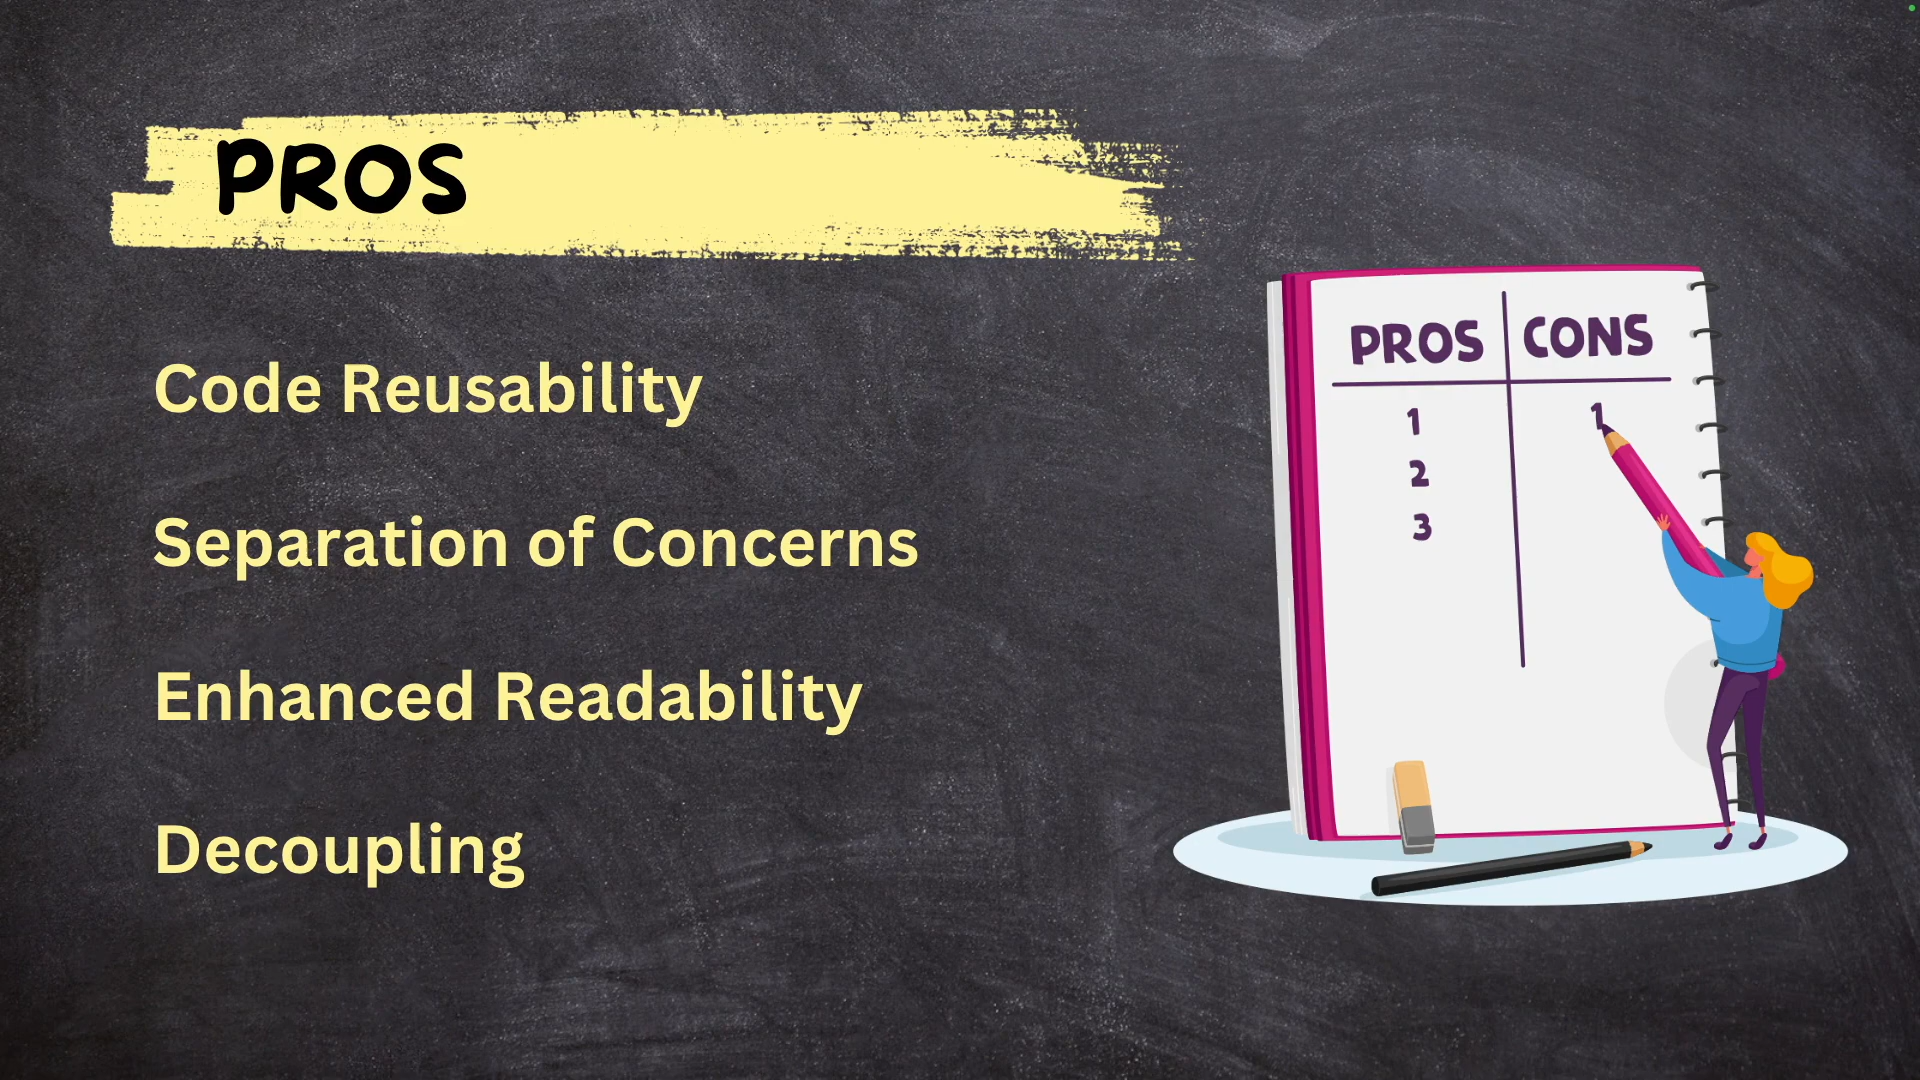 PROS
Code Reusability
Separation of Concerns
Enhanced Readability
Decoupling
PROS CONS
1 1
2
3